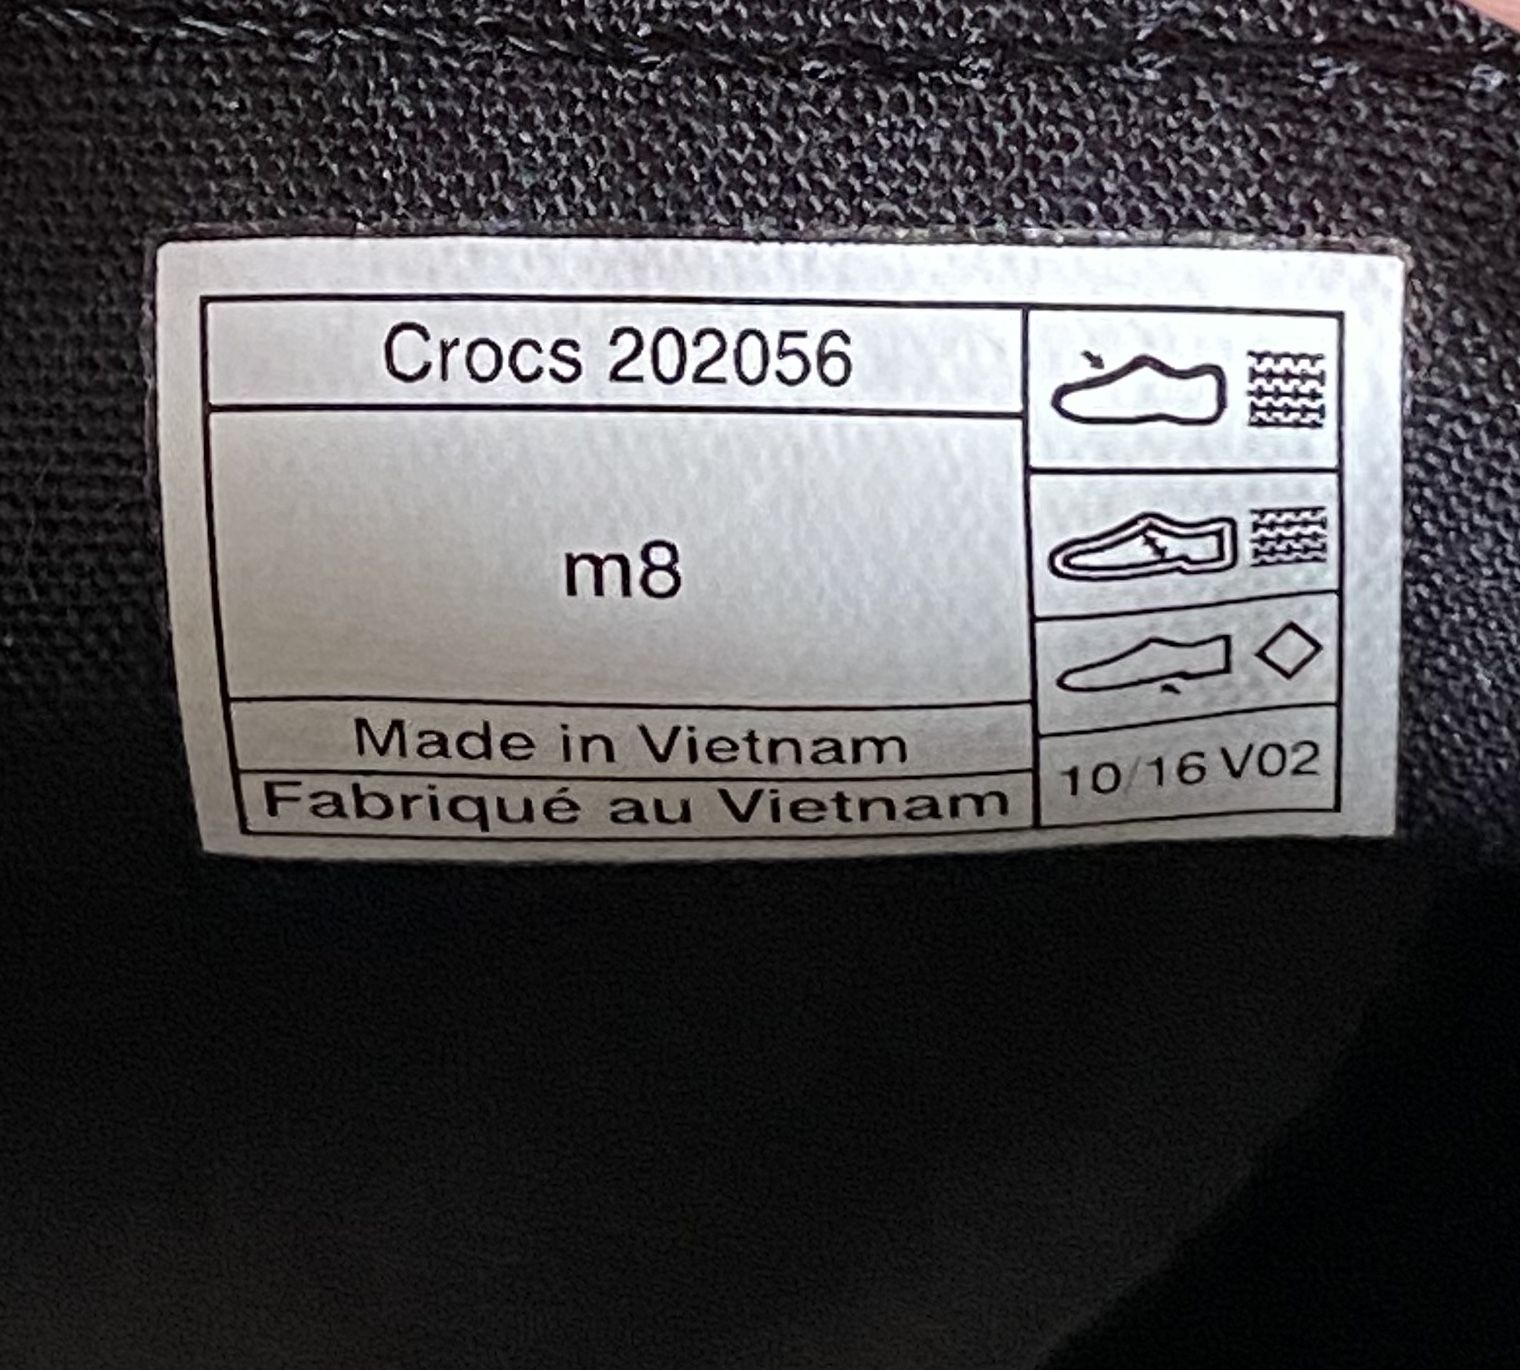 Crocs 202056
m8
Made in Vietnam
Fabriqué au Vietnam
10/16 V02